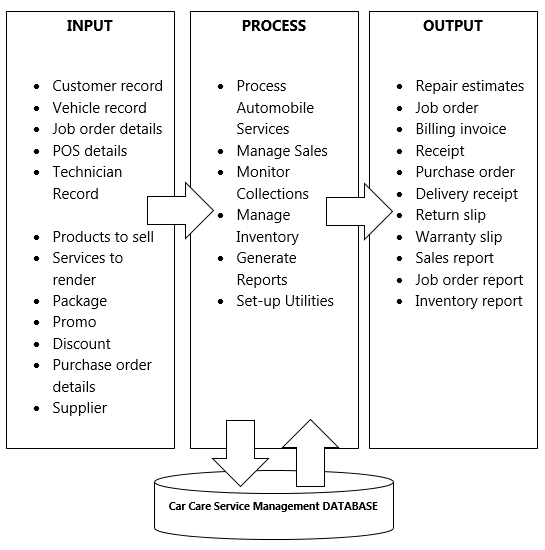 INPUT
• Customer record
• Vehicle record
• Job order details
• POS details
• Technician
Record
• Products to sell
• Services to
render
• Package
• Promo
• Discount
• Purchase order
details
• Supplier
PROCESS
• Process
Automobile
Services
• Manage Sales
• Monitor
Collections
• Manage
Inventory
• Generate
Reports
• Set-up Utilities
OUTPUT
• Repair estimates
• Job order
• Billing invoice
• Receipt
• Purchase order
• Delivery receipt
• Return slip
• Warranty slip
• Sales report
• Job order report
• Inventory report
Car Care Service Management DATABASE